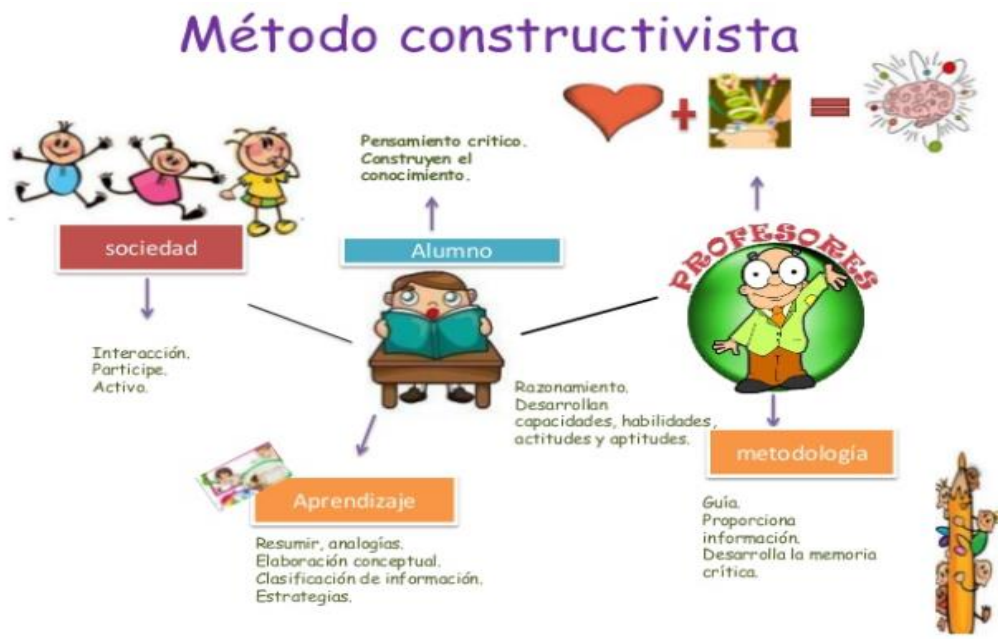 Método constructivista
Pensamiento critico.
Construyen el
conocimiento.
sociedad
Alumno
PROFESORES
Interacción.
Participe.
Activo.
Razonamiento.
Desarrollan
capacidades, habilidades,
actitudes y aptitudes.
metodología
Aprendizaje
Guía.
Proporciona
información.
Desarrolla la memoria
crítica.
Resumir, analogías.
Elaboración conceptual.
Clasificación de información.
Estrategias.